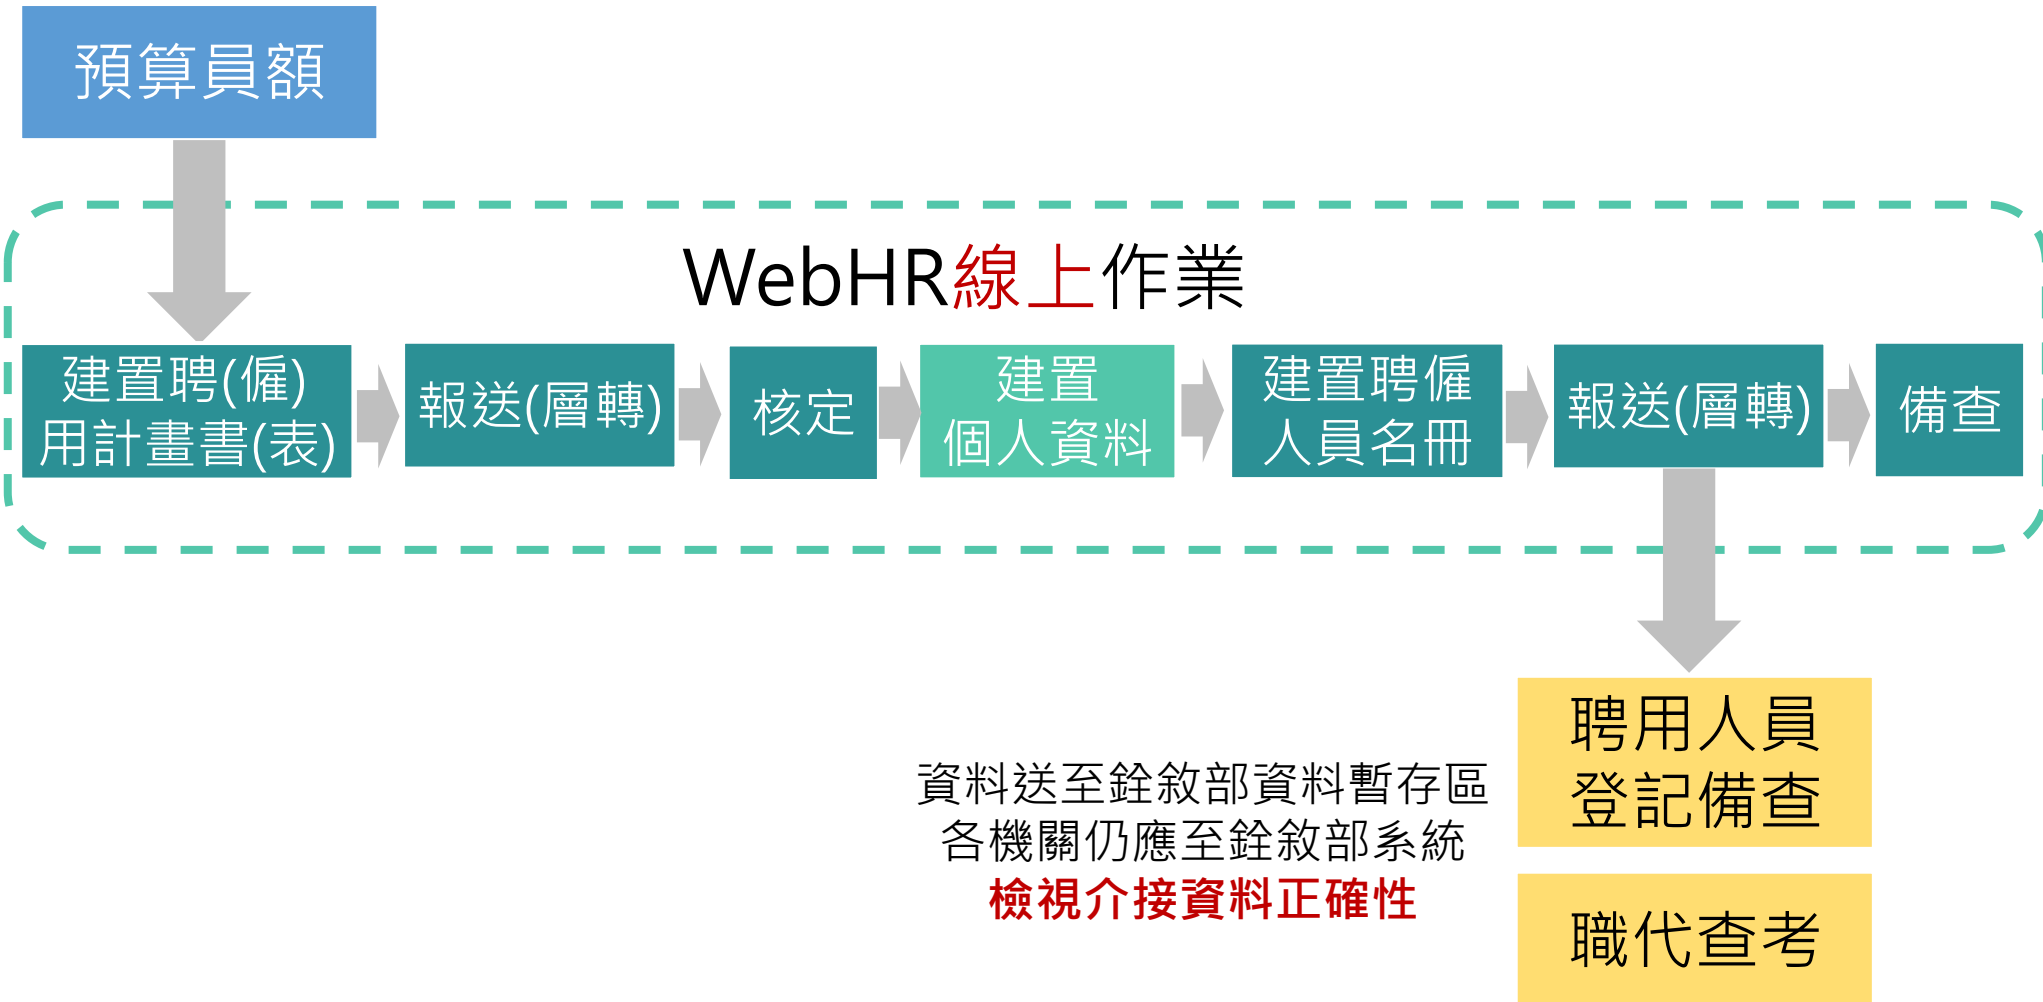 預算員額
WebHR線上作業
建置聘(僱)
用計畫書(表)
報送(層轉)
核定
建置
個人資料
建置聘僱
人員名冊
報送(層轉)
備查
資料送至銓敘部資料暫存區
各機關仍應至銓敘部系統
檢視介接資料正確性
聘用人員
登記備查
職代查考